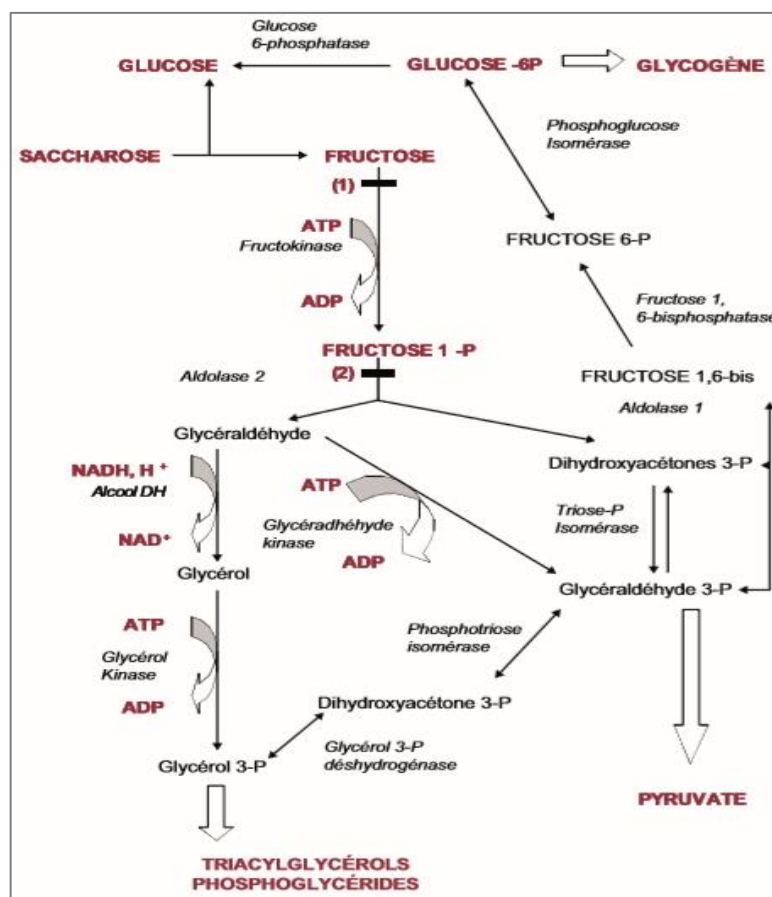 Glucose
6-phosphatase
GLUCOSE
GLUCOSE -6P
GLYCOGÈNE
Phosphoglucose
Isomérase
SACCHAROSE
FRUCTOSE
(1)
ATP
Fructokinase
ADP
FRUCTOSE 6-P
Fructose 1,
6-bisphosphatase
FRUCTOSE 1 -P
(2)
Aldolase 2
FRUCTOSE 1,6-bis
Aldolase 1
Glycéraldéhyde
Dihydroxyacétones 3-P
NADH, H +
Alcool DH
NAD+
ATP
Glycéradhéhyde
kinase
ADP
Triose-P
Isomérase
Glycérol
Glycéraldéhyde 3-P
ATP
Glycérol
Kinase
ADP
Phosphotriose
isomérase
Dihydroxyacétone 3-P
Glycérol 3-P
Glycérol 3-P
déshydrogénase
PYRUVATE
TRIACYLGLYCÉROLS
PHOSPHOGLYCÉRIDES